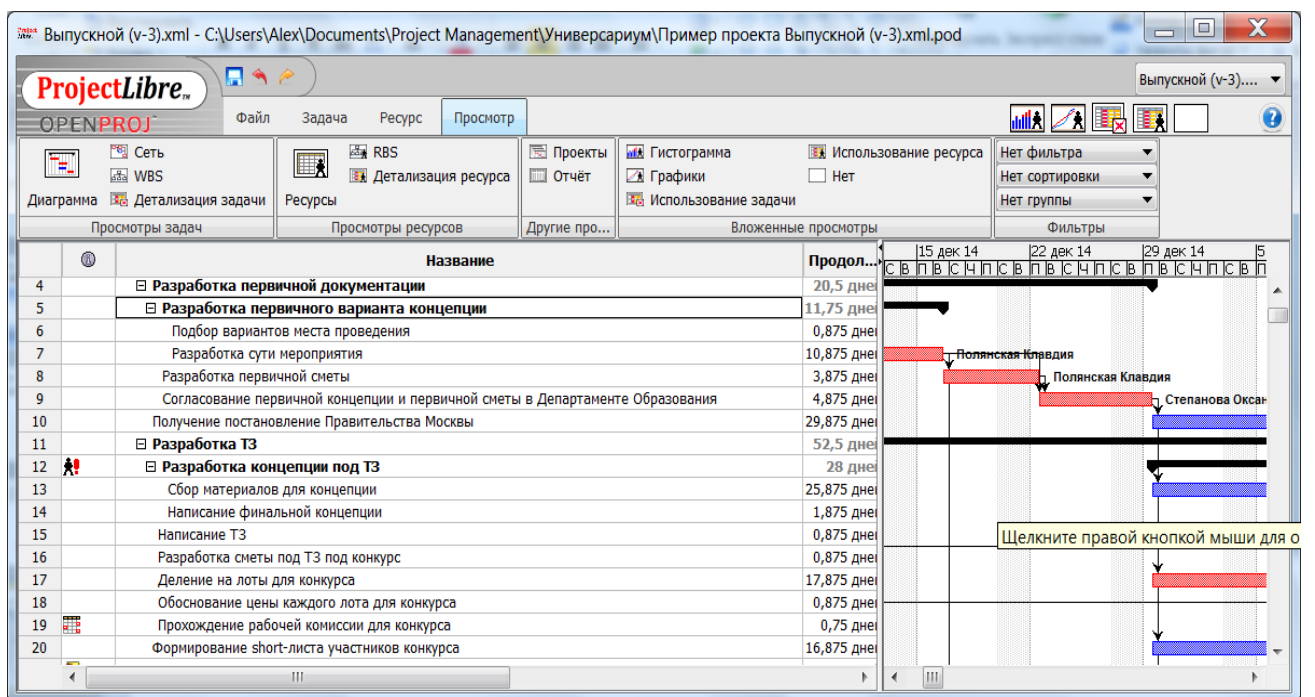 Выпускной (v-3).xml - C:\Users\Alex\Documents\Project Management\Универсариум\Пример проекта Выпускной (v-3).xml.pod
ProjectLibre™
OPENPROJ
Выпускной (v-3)....
Файл Задача Ресурс Просмотр
Сеть RBS Проекты Гистограмма Использование ресурса Нет фильтра
WBS Детализация ресурса Отчёт Графики Нет Нет сортировки
Диаграмма Детализация задачи Ресурсы Использование задачи Нет группы
Просмотры задач Просмотры ресурсов Другие про... Вложенные просмотры Фильтры
Название Продол... 15 дек 14 22 дек 14 29 дек 14 5
С В П В С Ч П С В П В С Ч П С В П В С Ч П С В П
4 Разработка первичной документации 20,5 дней
5 Разработка первичного варианта концепции 11,75 дней
6 Подбор вариантов места проведения 0,875 дней
7 Разработка сути мероприятия 10,875 дней Полянская Клавдия
8 Разработка первичной сметы 3,875 дней Полянская Клавдия
9 Согласование первичной концепции и первичной сметы в Департаменте Образования 4,875 дней Степанова Оксан
10 Получение постановление Правительства Москвы 29,875 дней
11 Разработка ТЗ 52,5 дней
12 Разработка концепции под ТЗ 28 дней
13 Сбор материалов для концепции 25,875 дней
14 Написание финальной концепции 1,875 дней
15 Написание ТЗ 0,875 дней Щелкните правой кнопкой мыши для о
16 Разработка сметы под ТЗ под конкурс 0,875 дней
17 Деление на лоты для конкурса 17,875 дней
18 Обоснование цены каждого лота для конкурса 0,875 дней
19 Прохождение рабочей комиссии для конкурса 0,75 дней
20 Формирование short-листа участников конкурса 16,875 дней